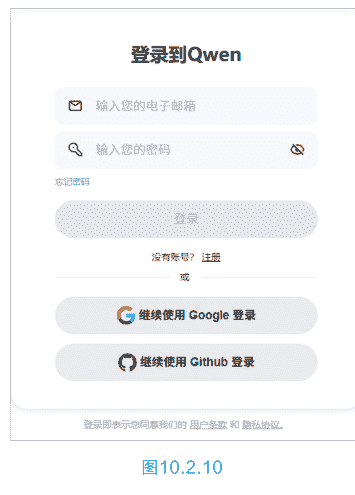 登录到Qwen
输入您的电子邮箱
输入您的密码
忘记密码
登录
没有账号? 注册
或
继续使用 Google 登录
继续使用 Github 登录
登录即表示您同意我们的 用户条款 和 隐私协议。
图10.2.10